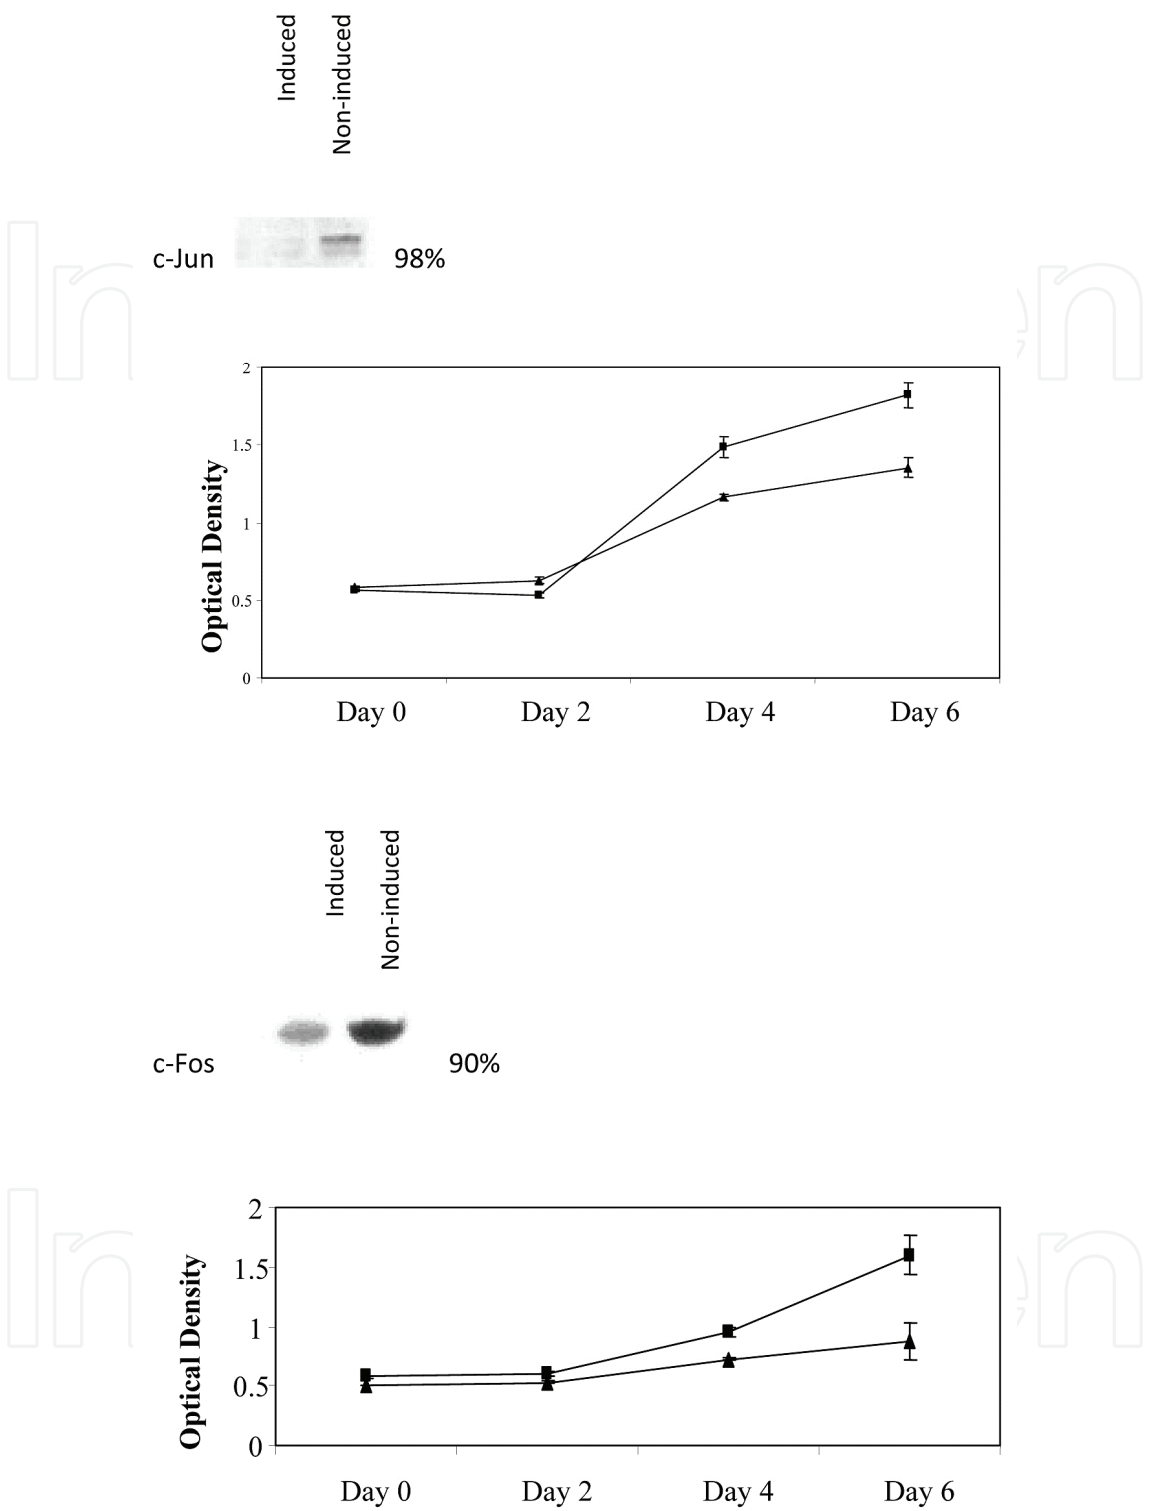 Induced
Non-induced
c-Jun
98%
2
1.5
1
0.5
0
Optical Density
Day 0
Day 2
Day 4
Day 6
Induced
Non-induced
c-Fos
90%
2
1.5
1
0.5
0
Optical Density
Day 0
Day 2
Day 4
Day 6